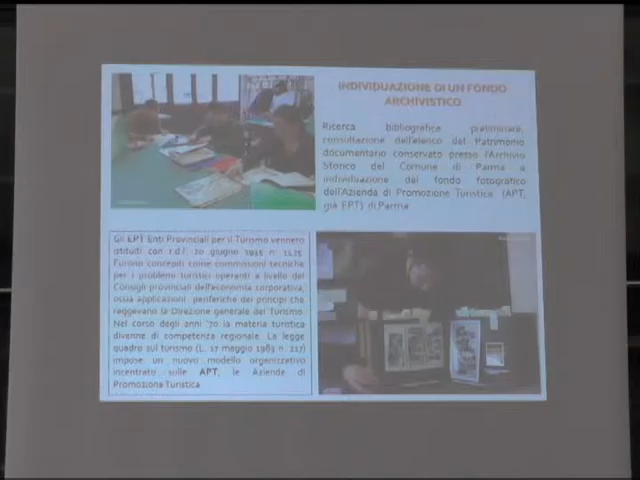 INDIVIDUAZIONE DI UN FONDO
ARCHIVISTICO
Ricerca bibliografica preliminare,
consultazione dell'elenco del Patrimonio
documentario conservato presso l'Archivio
Storico del Comune di Parma e
individuazione del fondo fotografico
dell'Azienda di Promozione Turistica (APT,
già EPT) di Parma
Gli EPT Enti Provinciali per il Turismo vennero
istituiti con r.d.l. 20 giugno 1935 n. 1425.
Furono concepiti come commissioni tecniche
per i problemi turistici operanti a livello dei
Consigli provinciali dell'economia corporativa,
ossia applicazioni periferiche dei principi che
reggevano la Direzione generale del Turismo.
Nel corso degli anni '70 la materia turistica
divenne di competenza regionale. La legge
quadro sul turismo (L. 17 maggio 1983 n. 217)
impose un nuovo modello organizzativo
incentrato sulle APT, le Aziende di
Promozione Turistica